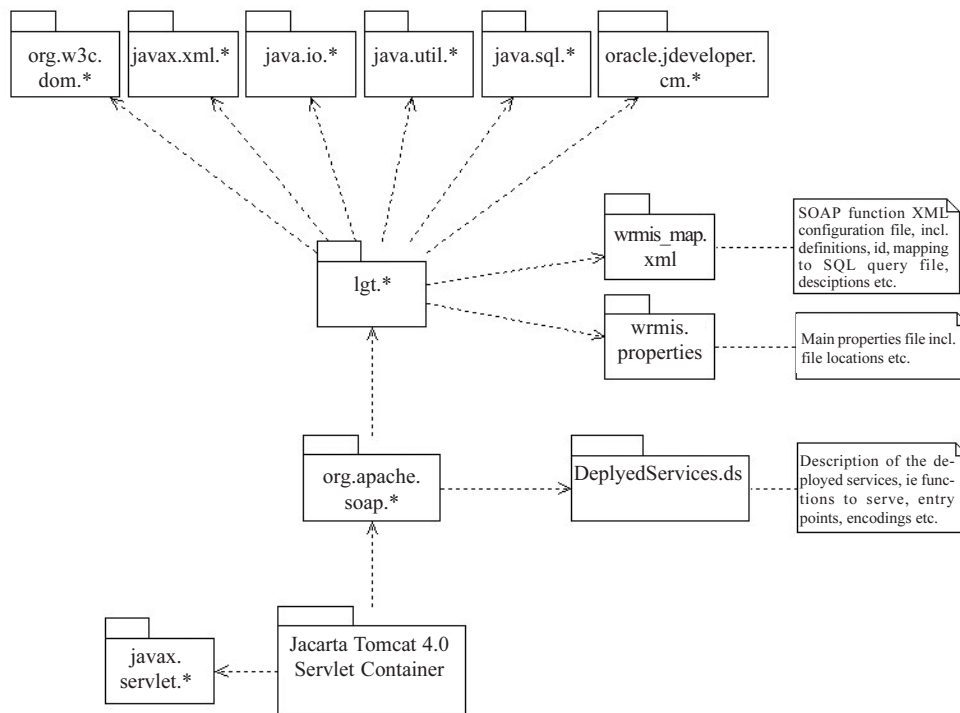 org.w3c.
dom.*
javax.xml.*
java.io.*
java.util.*
java.sql.*
oracle.jdeveloper.
cm.*
lgt.*
wrmis_map.
xml
SOAP function XML
configuration file, incl.
definitions, id, mapping
to SQL query file,
desciptions etc.
wrmis.
properties
Main properties file incl.
file locations etc.
org.apache.
soap.*
DeplyedServices.ds
Description of the de-
ployed services, ie func-
tions to serve, entry
points, encodings etc.
javax.
servlet.*
Jacarta Tomcat 4.0
Servlet Container